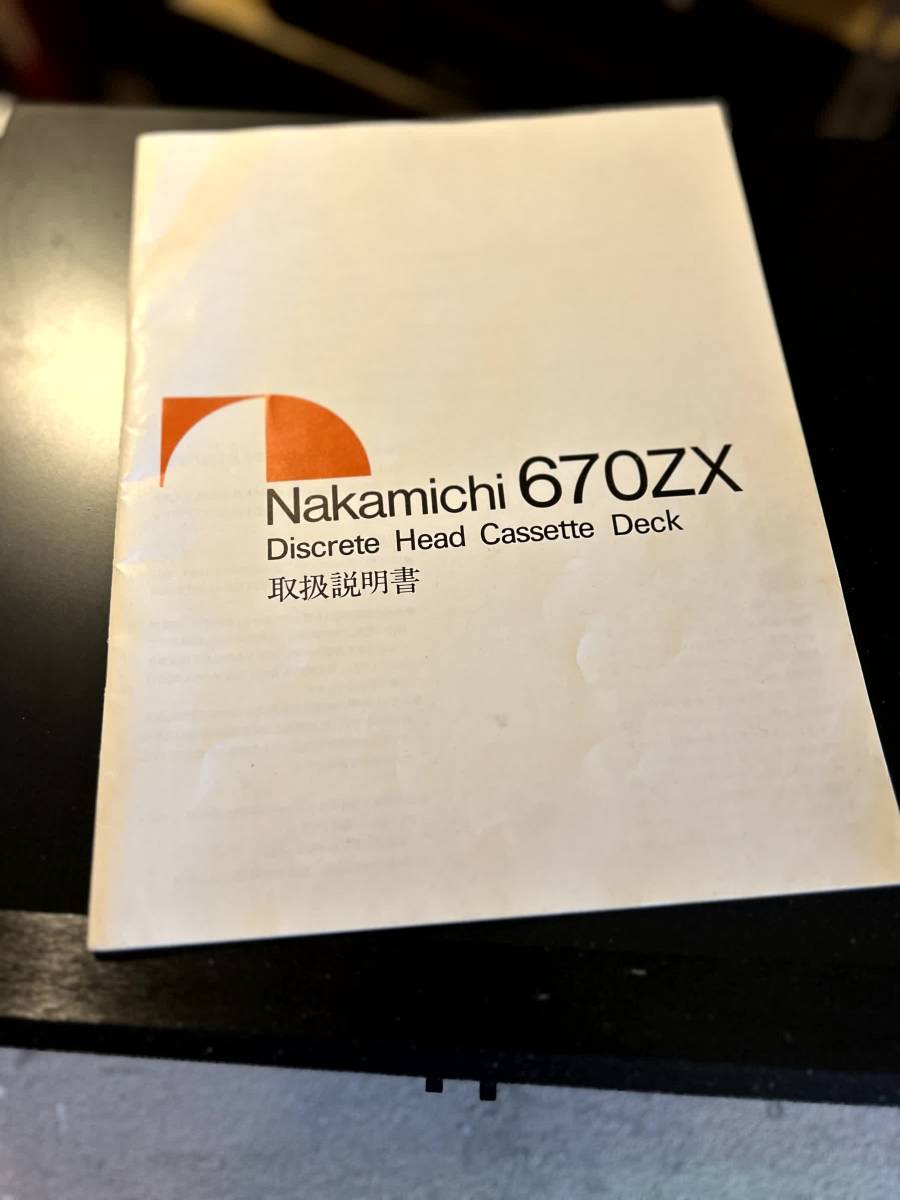 Nakamichi 670ZX
Discrete Head Cassette Deck
取扱説明書